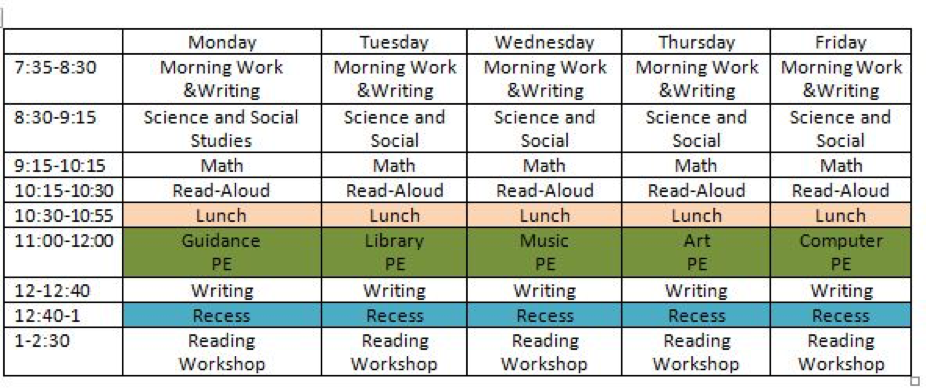 Monday Tuesday Wednesday Thursday Friday
7:35-8:30 Morning Work Morning Work Morning Work Morning Work Morning Work
&Writing &Writing &Writing &Writing &Writing
8:30-9:15 Science and Social Science and Science and Science and Science and
Studies Social Social Social Social
9:15-10:15 Math Math Math Math Math
10:15-10:30 Read-Aloud Read-Aloud Read-Aloud Read-Aloud Read-Aloud
10:30-10:55 Lunch Lunch Lunch Lunch Lunch
11:00-12:00 Guidance Library Music Art Computer
PE PE PE PE PE
12-12:40 Writing Writing Writing Writing Writing
12:40-1 Recess Recess Recess Recess Recess
1-2:30 Reading Reading Reading Reading Reading
Workshop Workshop Workshop Workshop Workshop